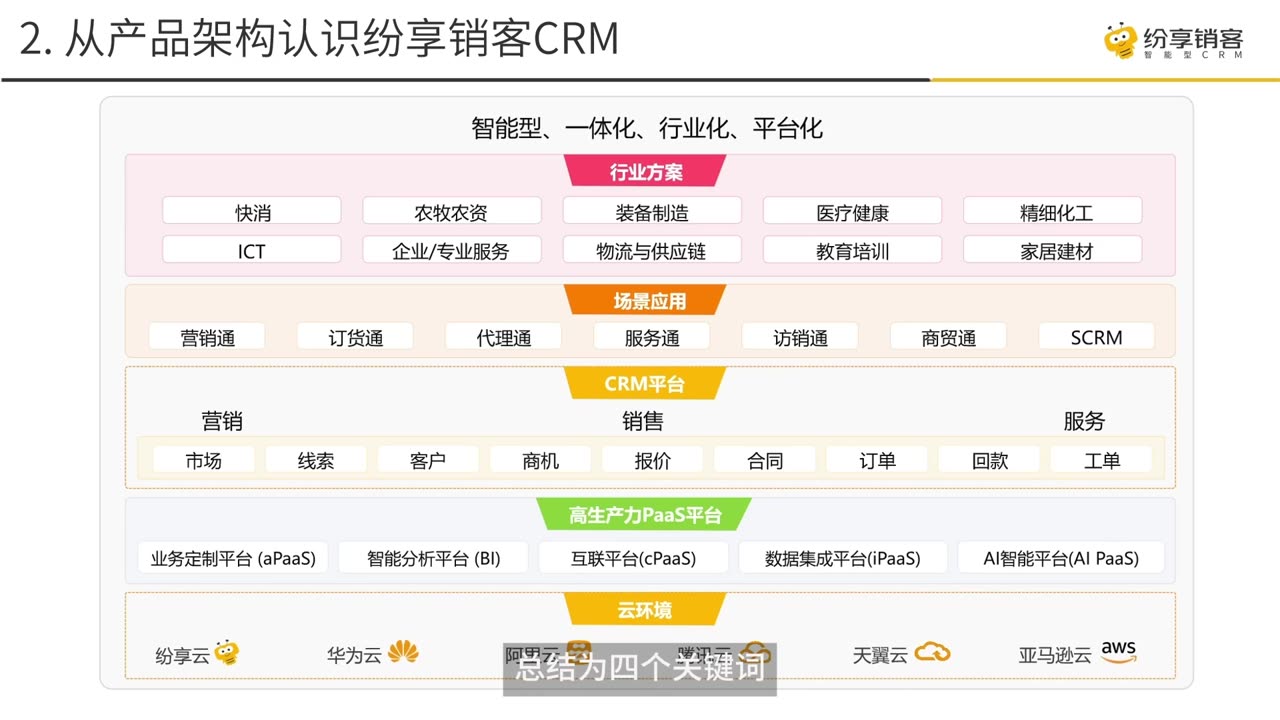 2. 从产品架构认识纷享销客CRM
纷享销客
智能型CRM
智能型、一体化、行业化、平台化
行业方案
快消 农牧农资 装备制造 医疗健康 精细化工
ICT 企业/专业服务 物流与供应链 教育培训 家居建材
场景应用
营销通 订货通 代理通 服务通 访销通 商贸通 SCRM
CRM平台
营销 销售 服务
市场 线索 客户 商机 报价 合同 订单 回款 工单
高生产力PaaS平台
业务定制平台 (aPaaS) 智能分析平台 (BI) 互联平台(cPaaS) 数据集成平台(iPaaS) AI智能平台(AI PaaS)
云环境
纷享云 华为云 阿里云 腾讯云 天翼云 亚马逊云 aws
总结为四个关键词